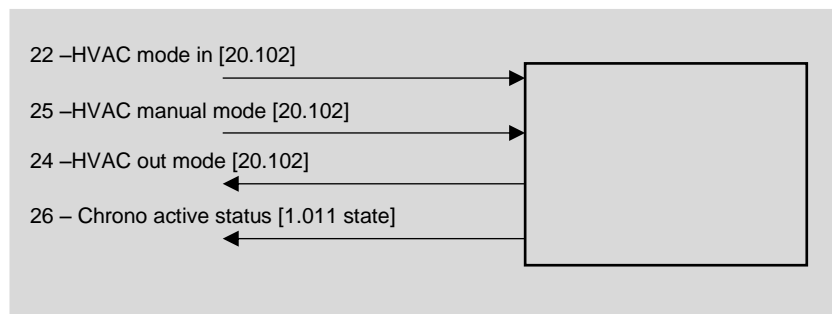 22 –HVAC mode in [20.102]
25 –HVAC manual mode [20.102]
24 –HVAC out mode [20.102]
26 – Chrono active status [1.011 state]